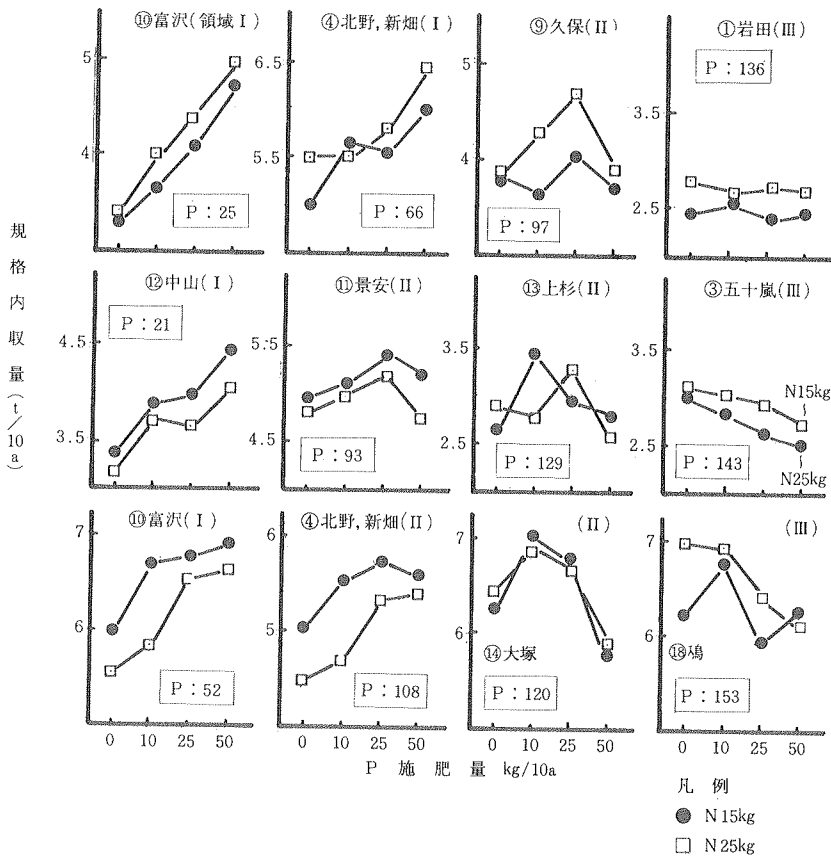 ⑩富沢(領域Ⅰ)
5
4
P：25
④北野,新畑(Ⅰ)
6.5
5.5
P：66
⑨久保(Ⅱ)
5
4
P：97
①岩田(Ⅲ)
P：136
3.5
2.5
規格内収量(t/10a)
⑫中山(Ⅰ)
P：21
4.5
3.5
⑪景安(Ⅱ)
5.5
4.5
P：93
⑬上杉(Ⅱ)
3.5
2.5
P：129
③五十嵐(Ⅲ)
3.5
2.5
N15kg
N25kg
P：143
⑩富沢(Ⅰ)
7
6
P：52
④北野,新畑(Ⅱ)
6
5
P：108
(Ⅱ)
7
6
⑭大塚
P：120
(Ⅲ)
7
6
⑱鳰
P：153
0 10 25 50
0 10 25 50
0 10 25 50
0 10 25 50
P 施肥量 kg/10a
凡例
● N15kg
□ N25kg